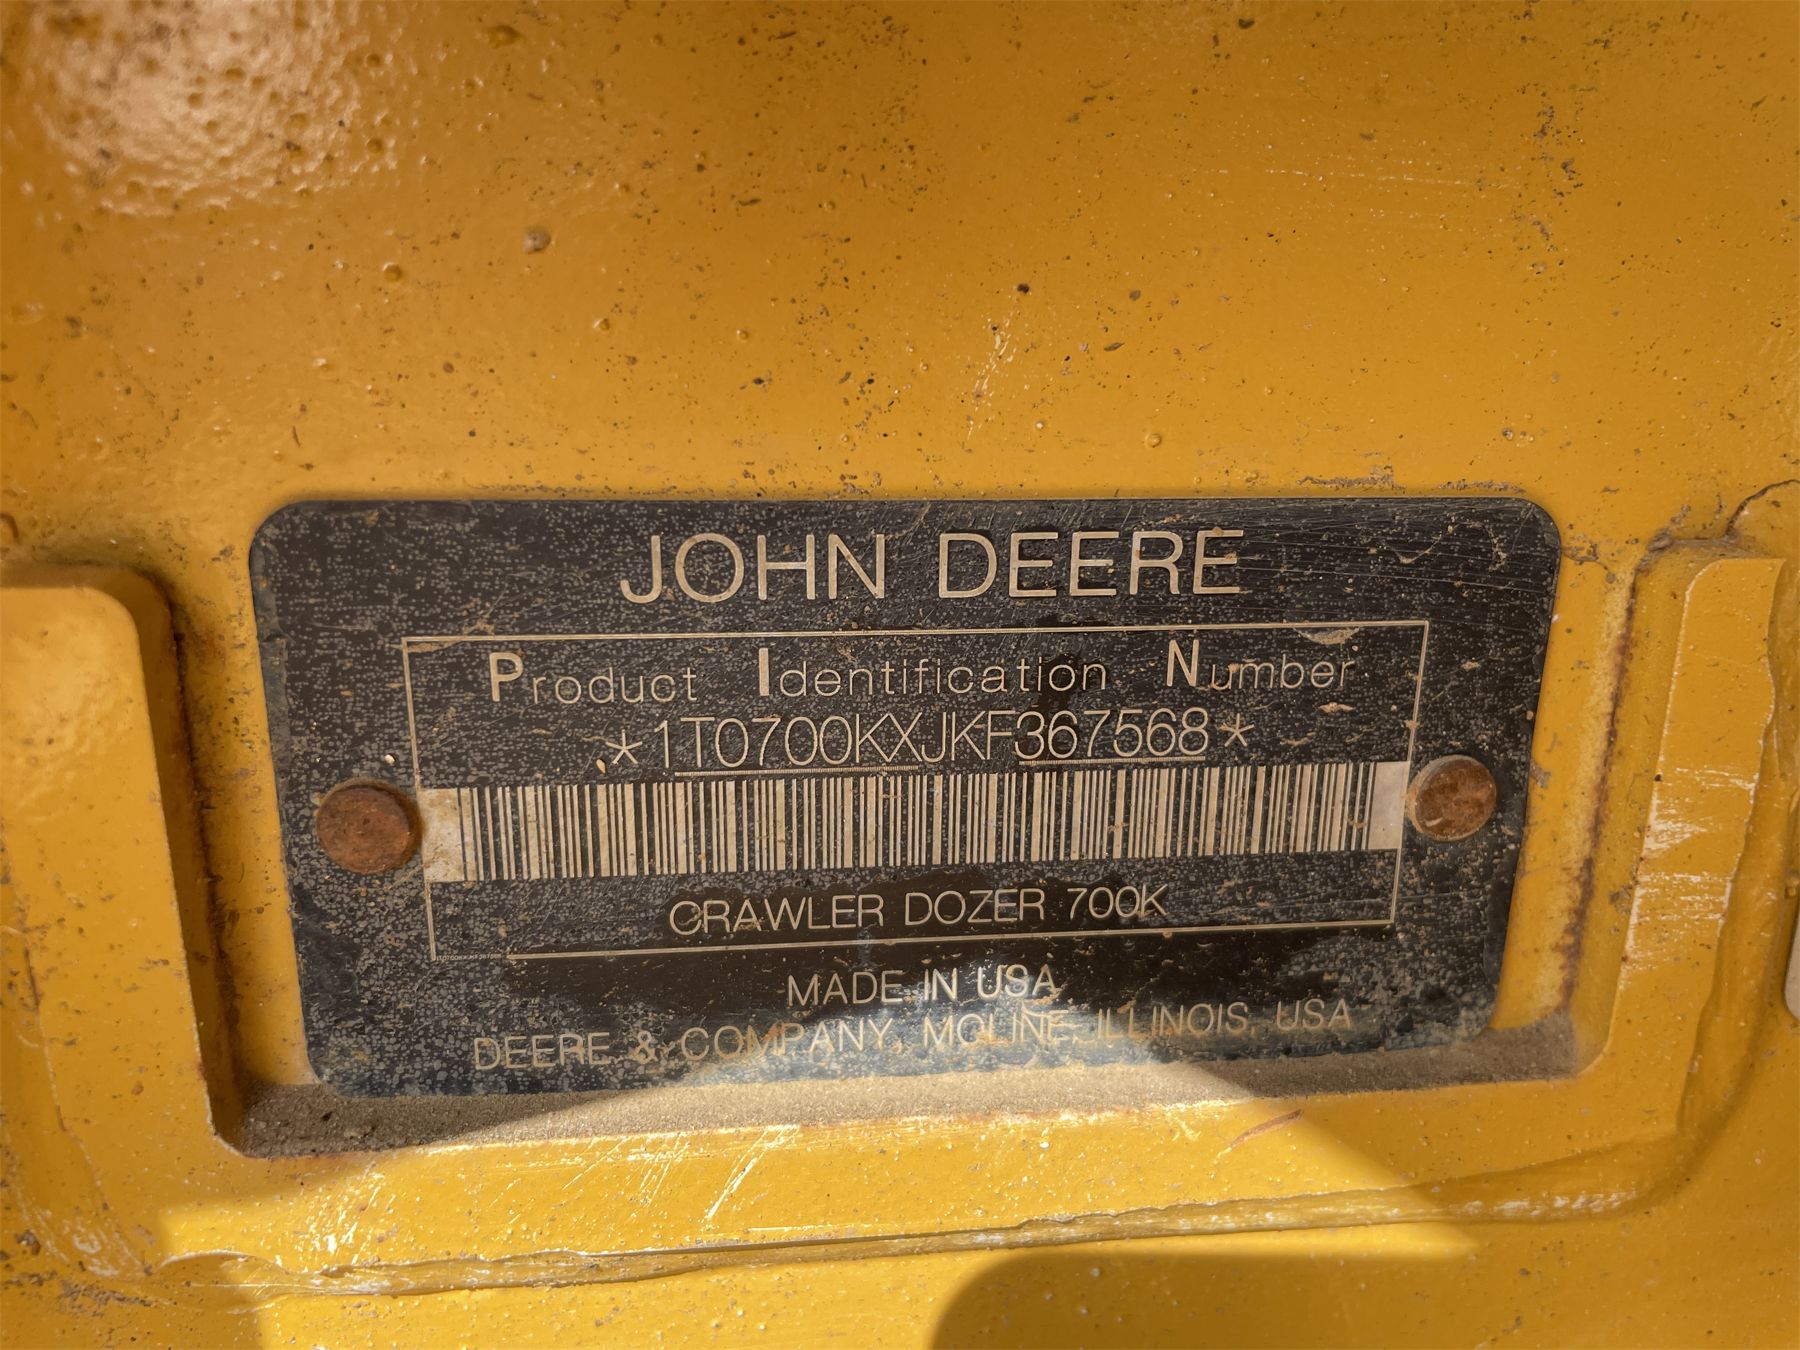 JOHN DEERE
Product Identification Number
*1T0700KXJKF367568*
CRAWLER DOZER 700K
MADE IN USA
DEERE & COMPANY, MOLINE, ILLINOIS, USA